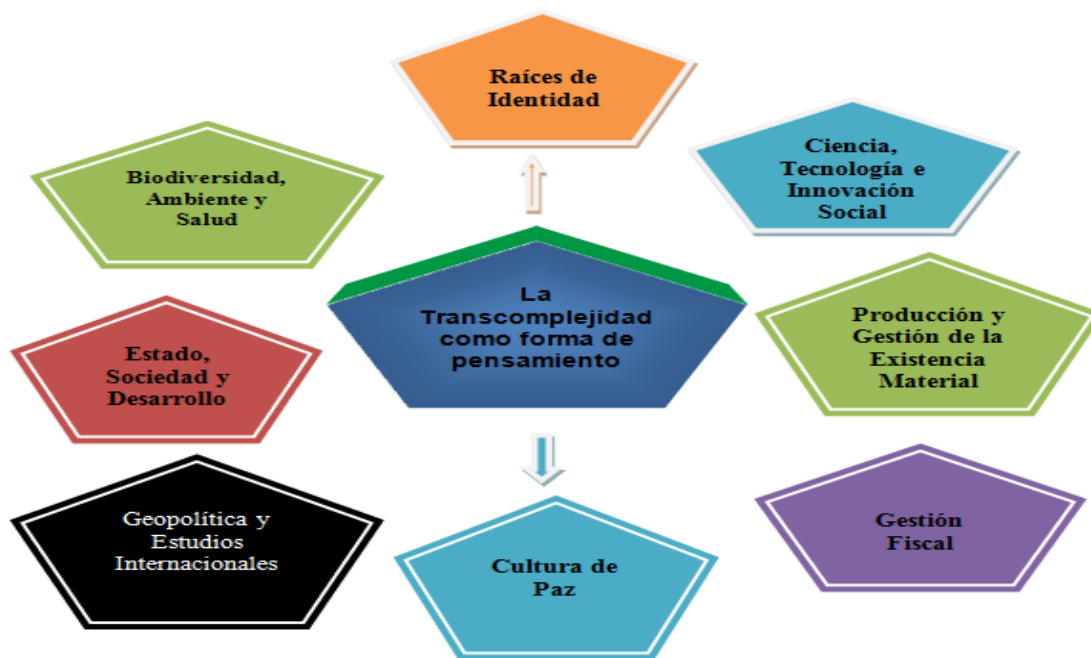 Raíces de
Identidad
Biodiversidad,
Ambiente y
Salud
Ciencia,
Tecnología e
Innovación
Social
La
Transcomplejidad
como forma de
pensamiento
Estado,
Sociedad y
Desarrollo
Producción y
Gestión de la
Existencia
Material
Geopolítica y
Estudios
Internacionales
Cultura de
Paz
Gestión
Fiscal